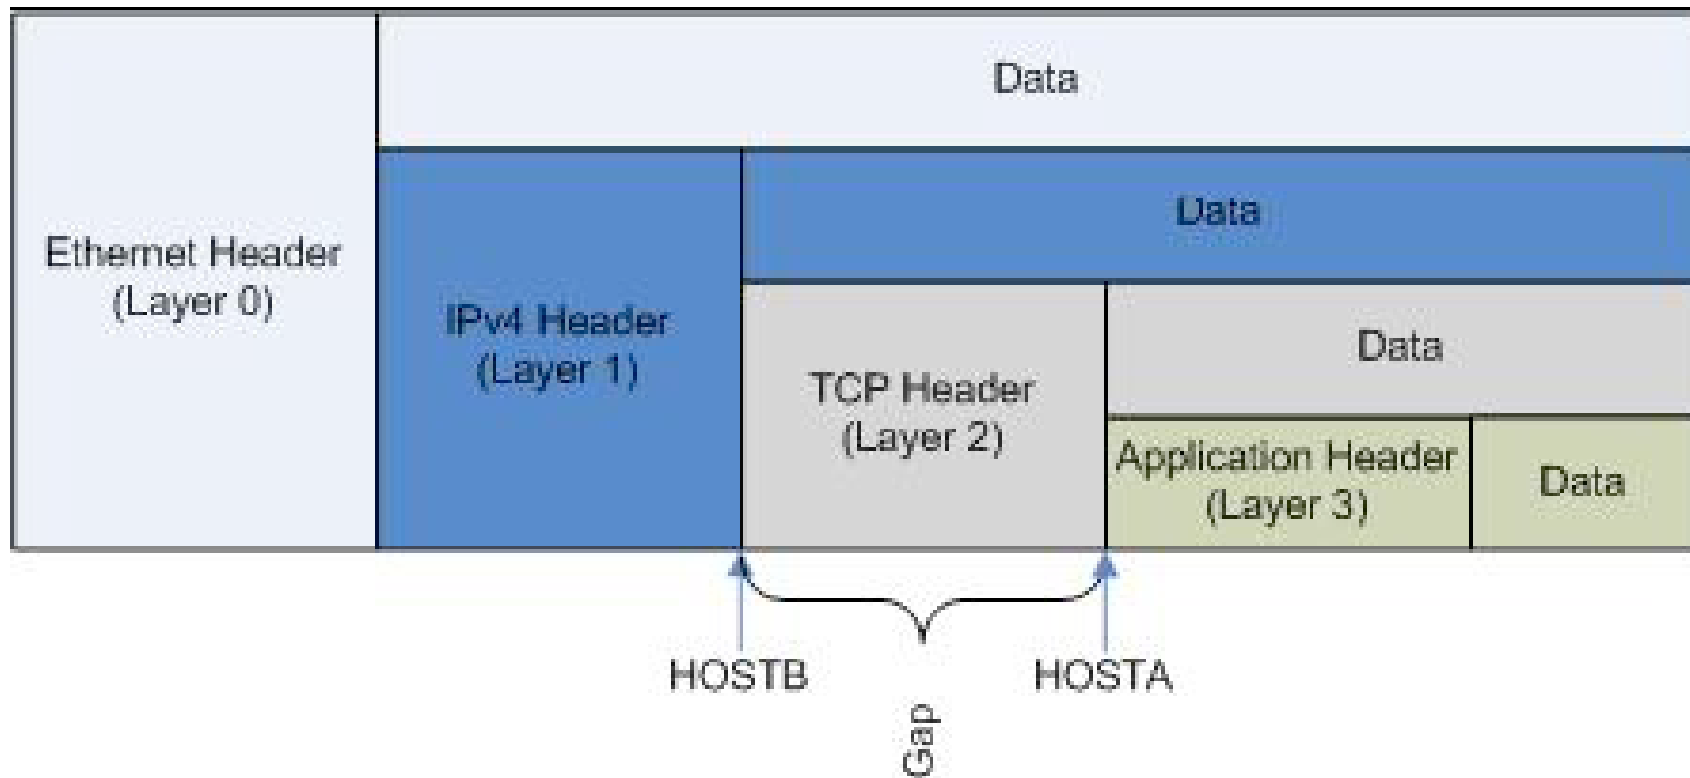 Data
Data
Ethernet Header
(Layer 0)
IPv4 Header
(Layer 1)
Data
TCP Header
(Layer 2)
Application Header
(Layer 3)
Data
HOSTB
HOSTA
Gap